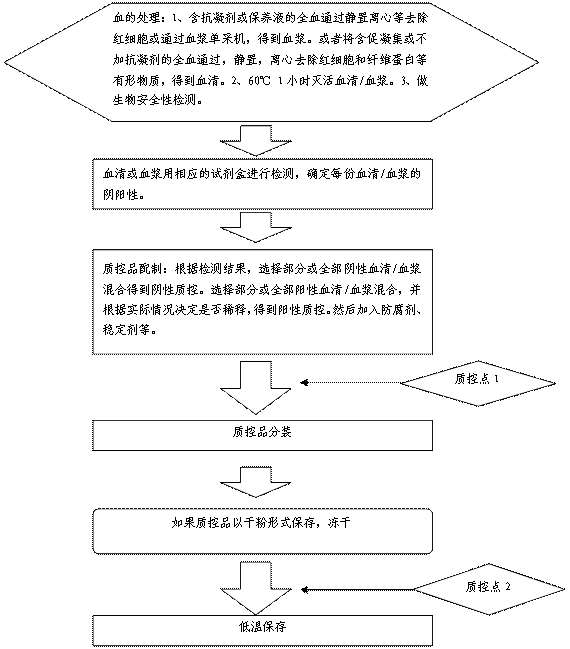 血的处理：1、含抗凝剂或保养液的全血通过静置离心等去除
红细胞或通过血浆单采机，得到血浆。或者将含促凝集或不
加抗凝剂的全血通过，静置，离心去除红细胞和纤维蛋白等
有形物质，得到血清。2、60℃ 1小时灭活血清/血浆。3、做
生物安全性检测。
血清或血浆用相应的试剂盒进行检测，确定每份血清/血浆的
阴阳性。
质控品配制：根据检测结果，选择部分或全部阴性血清/血浆
混合得到阴性质控。选择部分或全部阳性血清/血浆混合，并
根据实际情况决定是否稀释，得到阳性质控。然后加入防腐剂、
稳定剂等。
质控点 1
质控品分装
如果质控品以干粉形式保存，冻干
质控点 2
低温保存